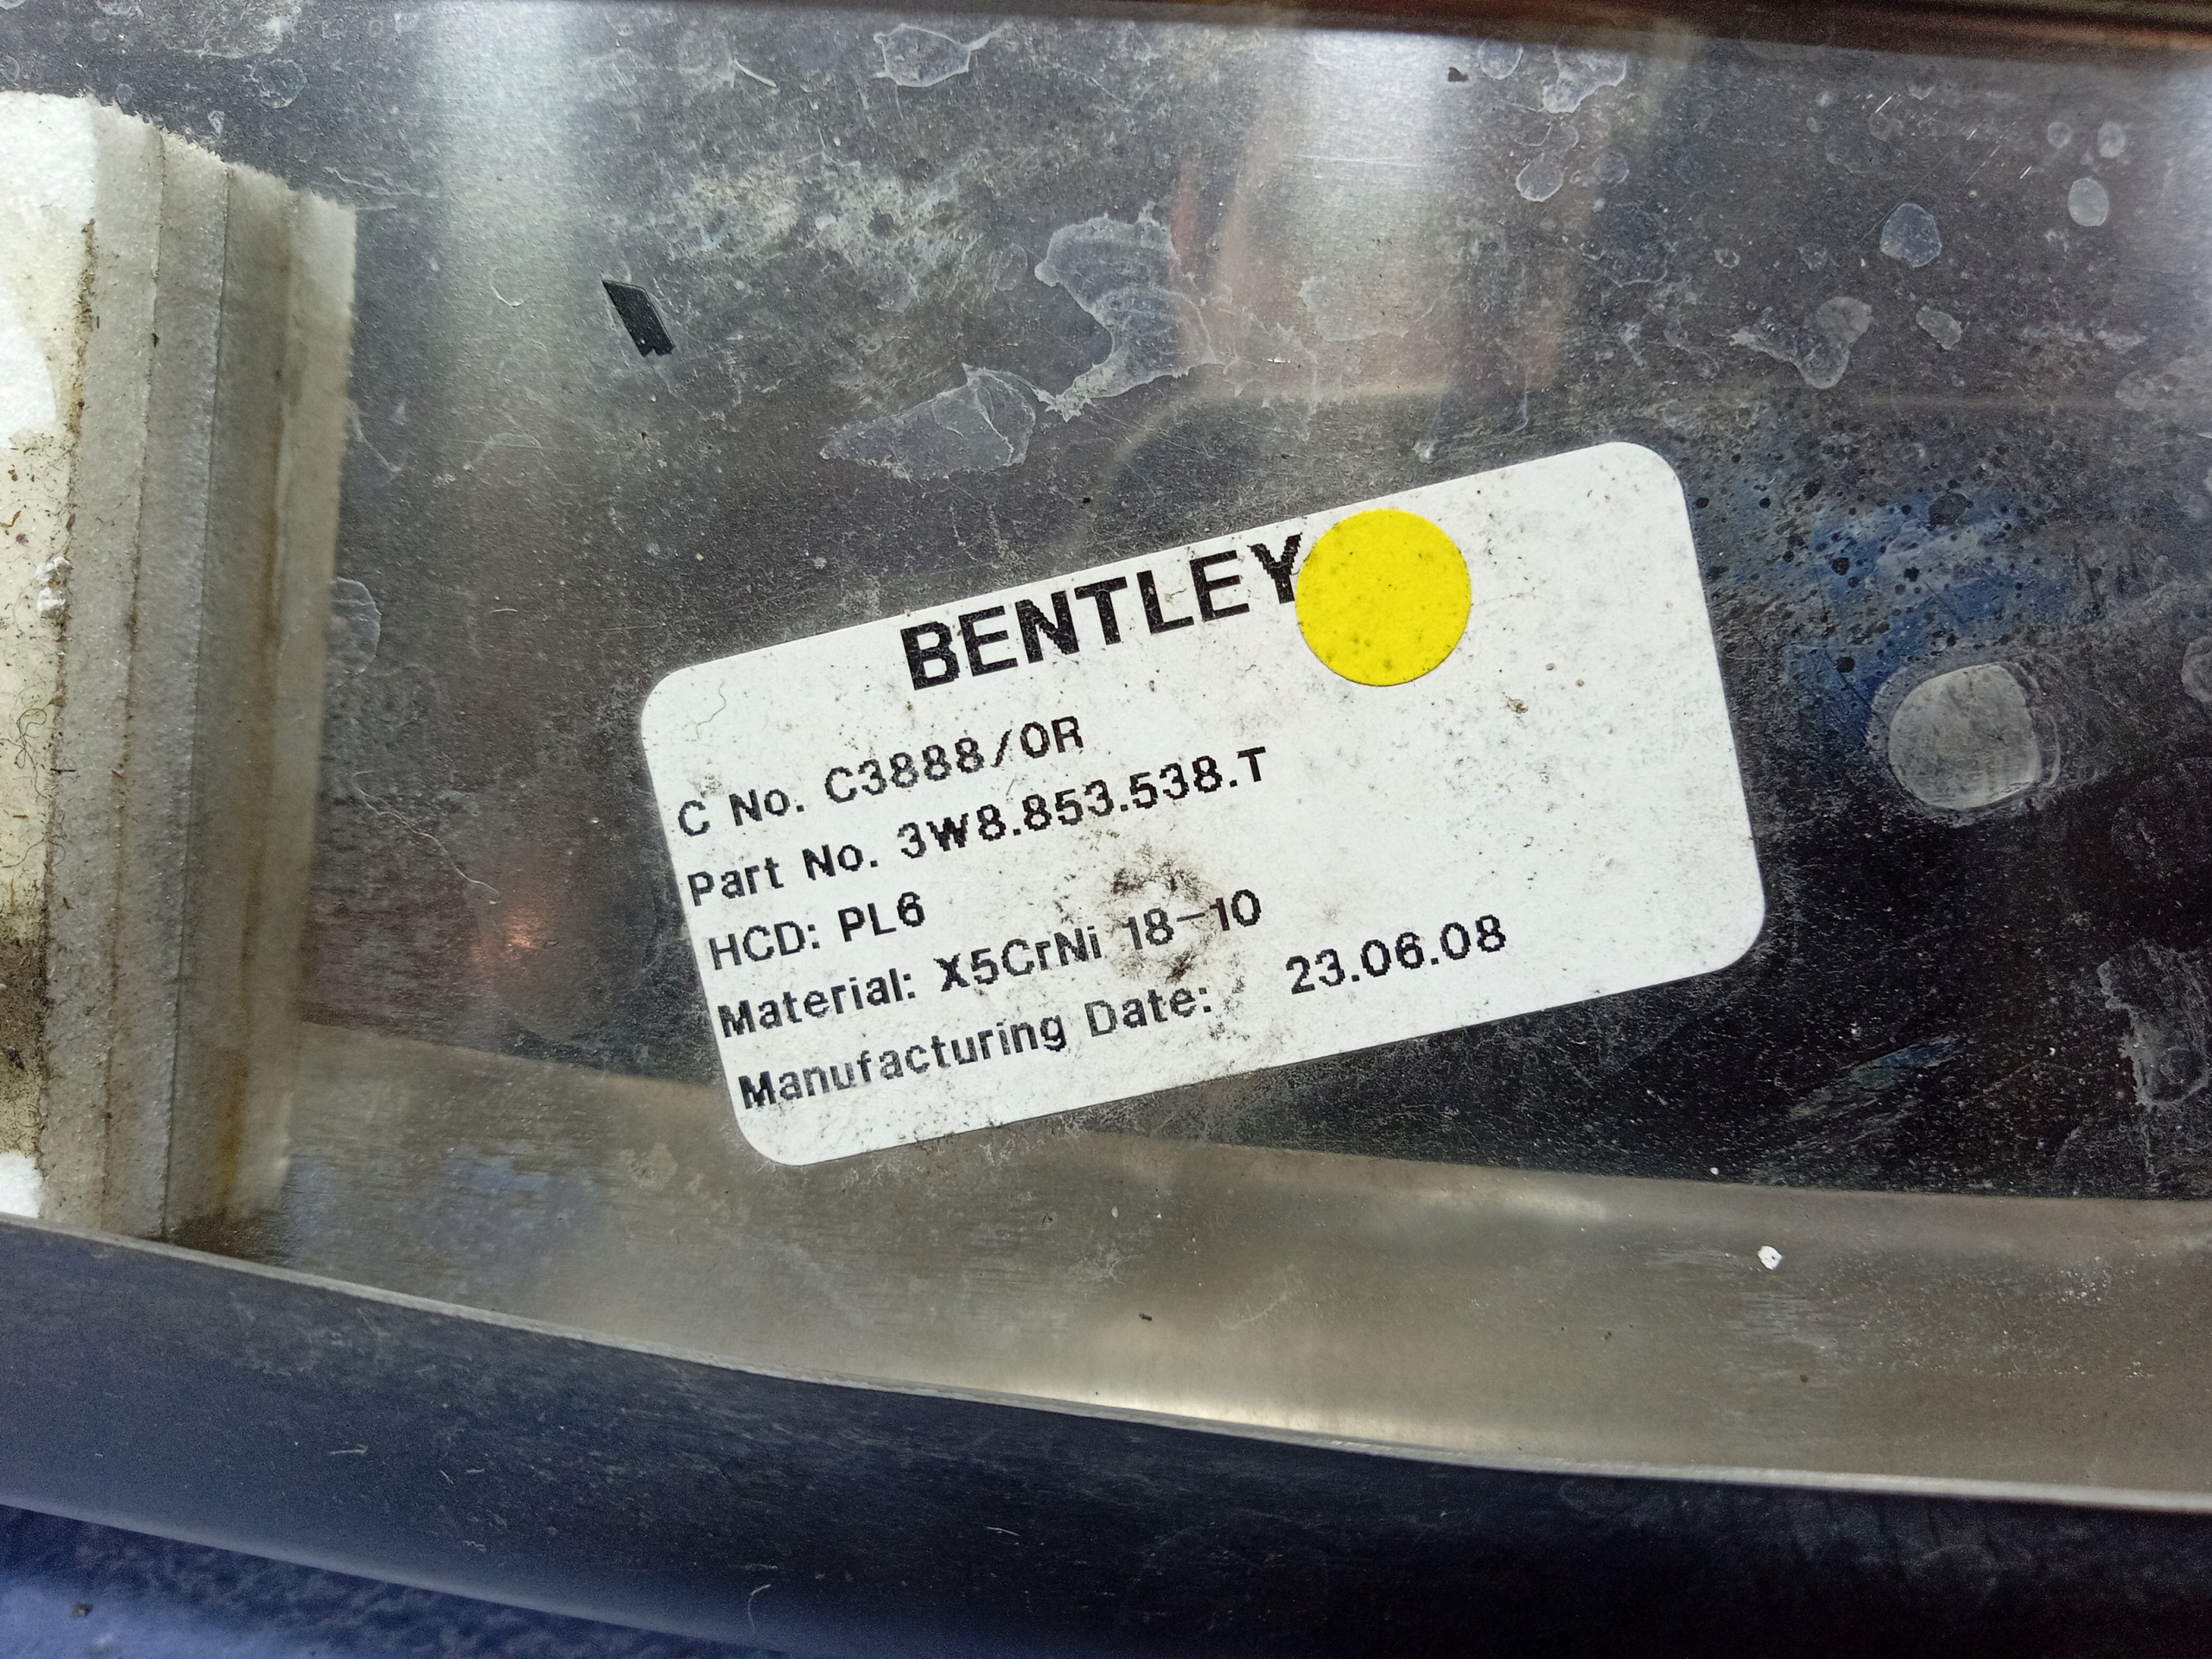 BENTLEY
C No. C3888/0R
Part No. 3W8.853.538.T
HCD: PL6
Material: X5CrNi 18-10
Manufacturing Date: 23.06.08